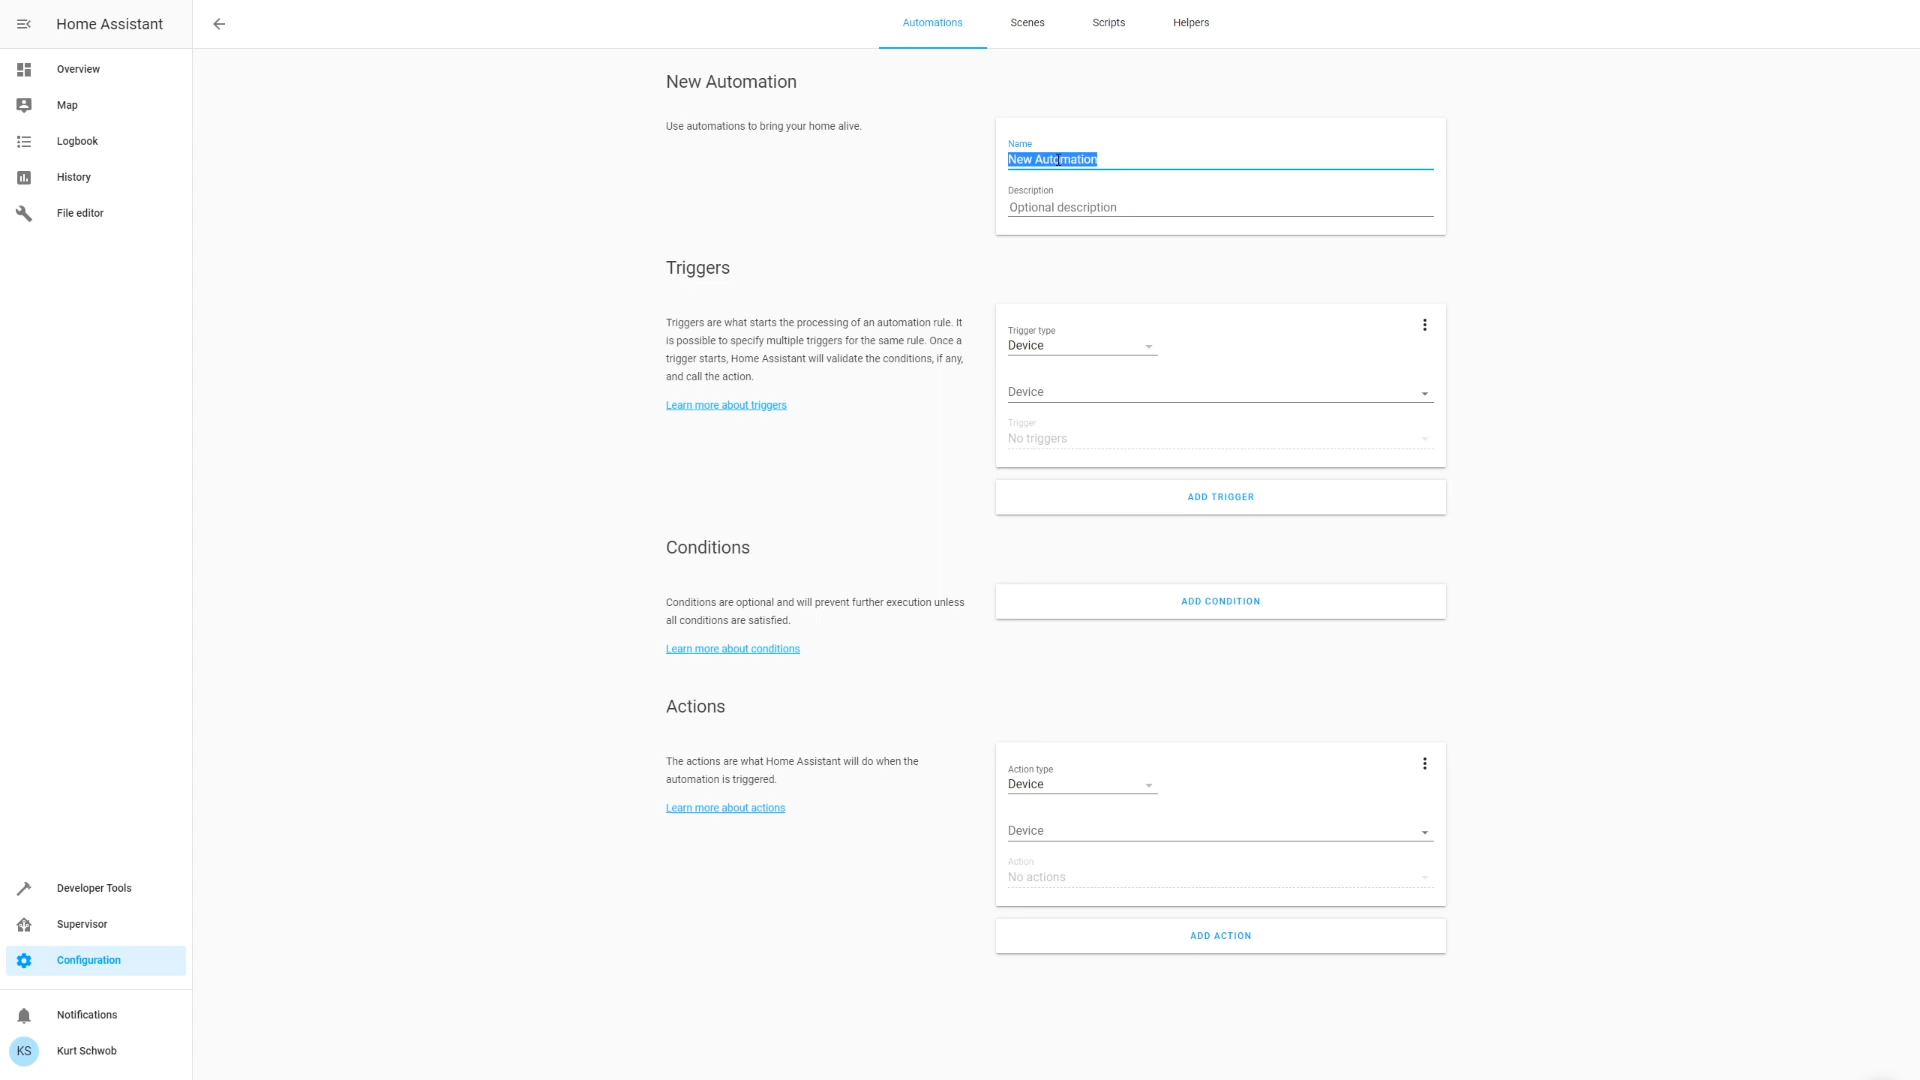 Home Assistant
Automations
Scenes
Scripts
Helpers
Overview
Map
Logbook
History
File editor
Developer Tools
Supervisor
Configuration
Notifications
KS
Kurt Schwob
New Automation
Use automations to bring your home alive.
Name
New Automation
Description
Optional description
Triggers
Triggers are what starts the processing of an automation rule. It
is possible to specify multiple triggers for the same rule. Once a
trigger starts, Home Assistant will validate the conditions, if any,
and call the action.
Learn more about triggers
Trigger type
Device
Device
Trigger
No triggers
ADD TRIGGER
Conditions
Conditions are optional and will prevent further execution unless
all conditions are satisfied.
Learn more about conditions
ADD CONDITION
Actions
The actions are what Home Assistant will do when the
automation is triggered.
Learn more about actions
Action type
Device
Device
Action
No actions
ADD ACTION